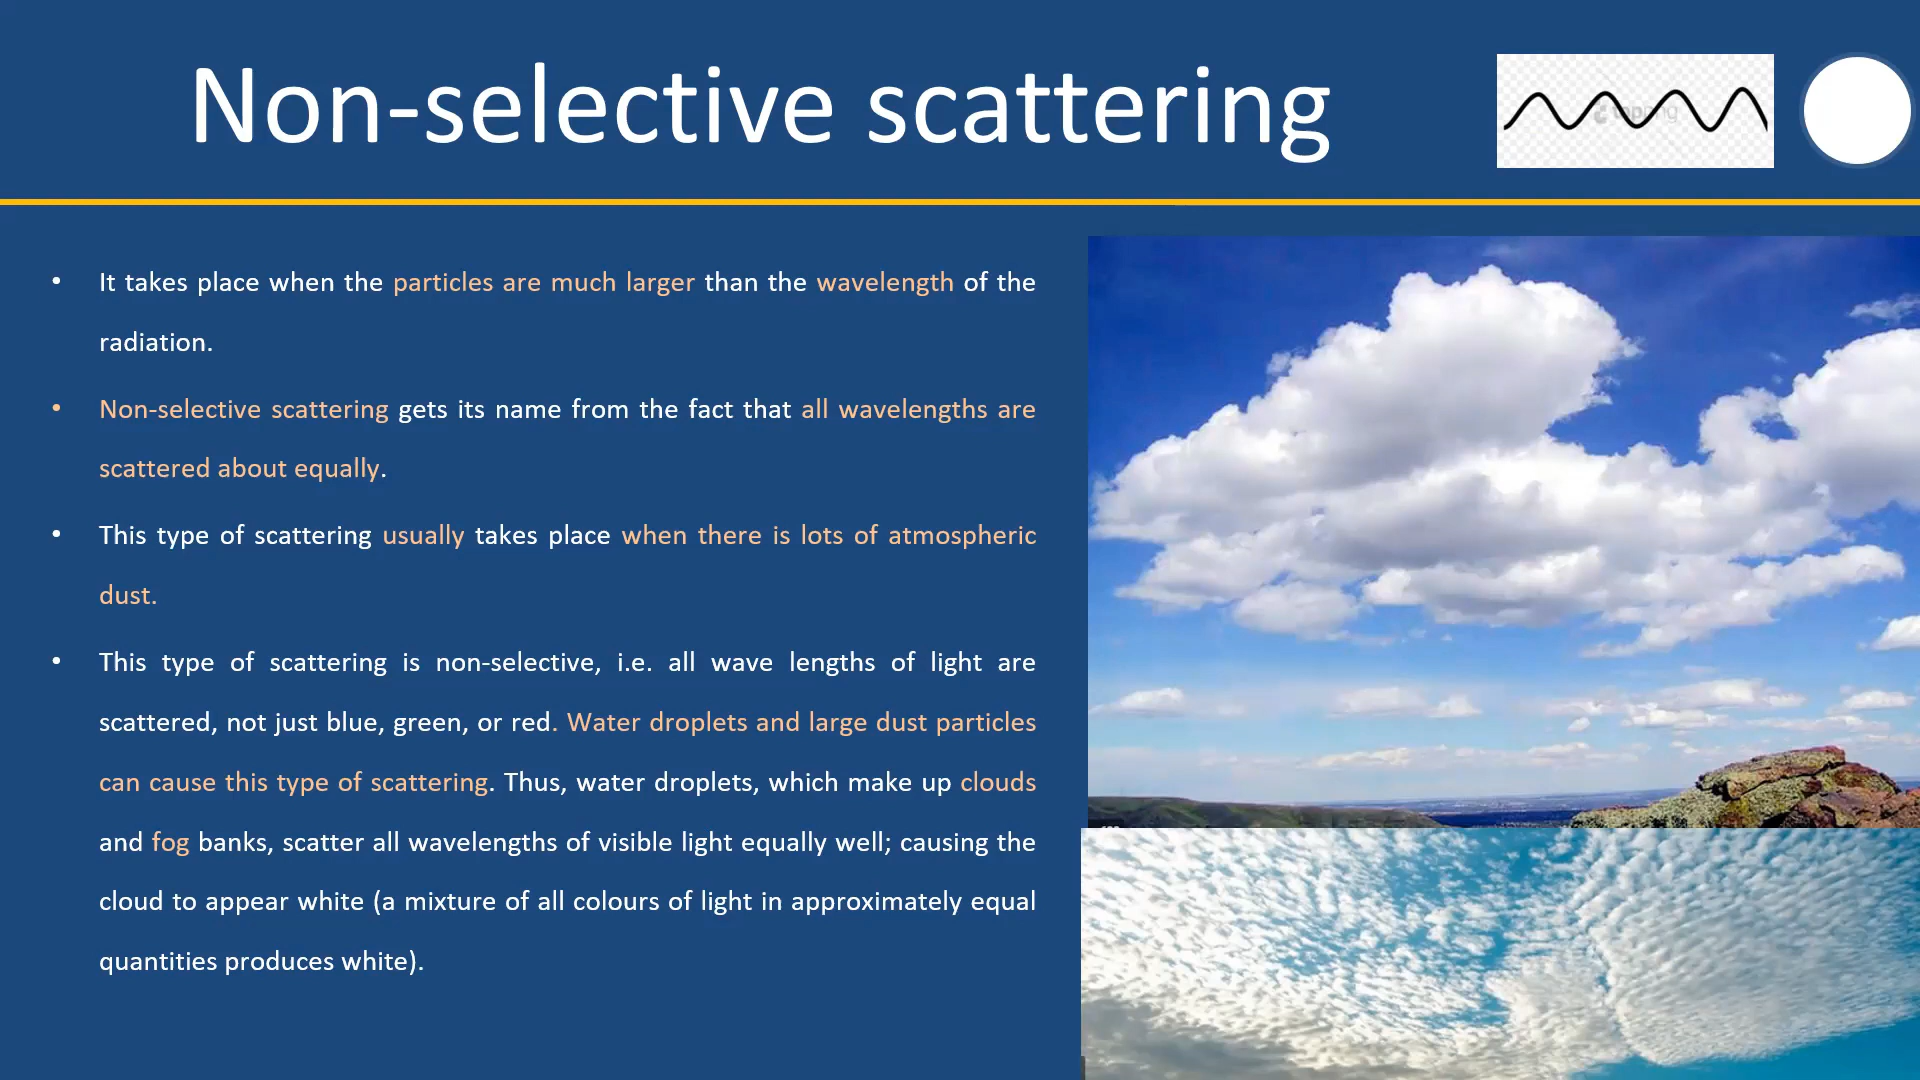 Non-selective scattering
• It takes place when the particles are much larger than the wavelength of the
radiation.
• Non-selective scattering gets its name from the fact that all wavelengths are
scattered about equally.
• This type of scattering usually takes place when there is lots of atmospheric
dust.
• This type of scattering is non-selective, i.e. all wave lengths of light are
scattered, not just blue, green, or red. Water droplets and large dust particles
can cause this type of scattering. Thus, water droplets, which make up clouds
and fog banks, scatter all wavelengths of visible light equally well; causing the
cloud to appear white (a mixture of all colours of light in approximately equal
quantities produces white).